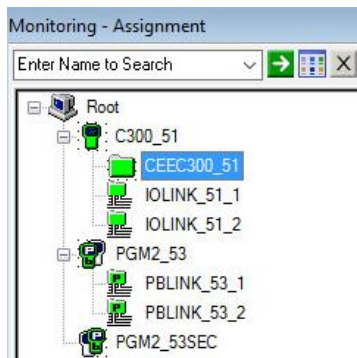 Monitoring - Assignment
Enter Name to Search
Root
C300_51
CEEC300_51
IOLINK_51_1
IOLINK_51_2
PGM2_53
PBLINK_53_1
PBLINK_53_2
PGM2_53SEC